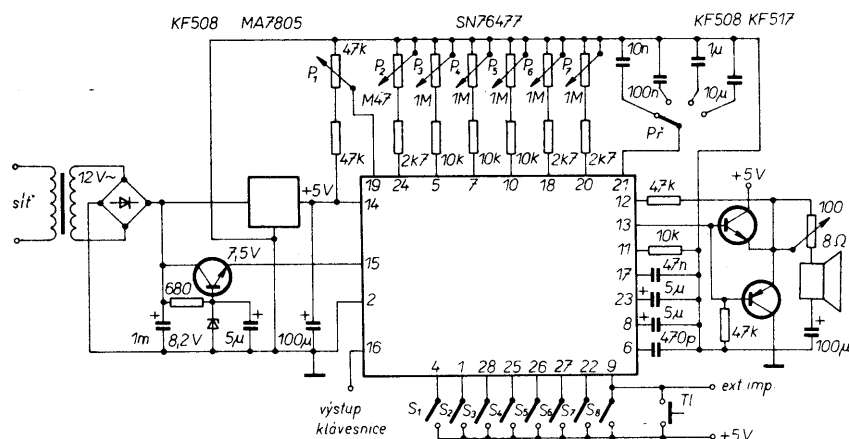 KF508 MA7805 SN76477 KF508 KF517
47k
P1
P2 P3 P4 P5 P6 P7
M47 1M 1M 1M 1M 1M
10n 1μ
100n 10μ
Př
47k 2k7 10k 10k 10k 2k7 2k7
19 24 5 7 10 18 20 21
síť
12V~
+5V
14
12 4,7k
+5V
13
100
8Ω
11 10k
7,5V
15
17 47n
680
2
23 5μ
8 5μ
47k
6 470p
100μ
1m 8,2V 5μ 100μ
16
4 1 28 25 26 27 22 9
výstup
klávesnice
S1 S2 S3 S4 S5 S6 S7 S8
Tl
ext imp.
+5V